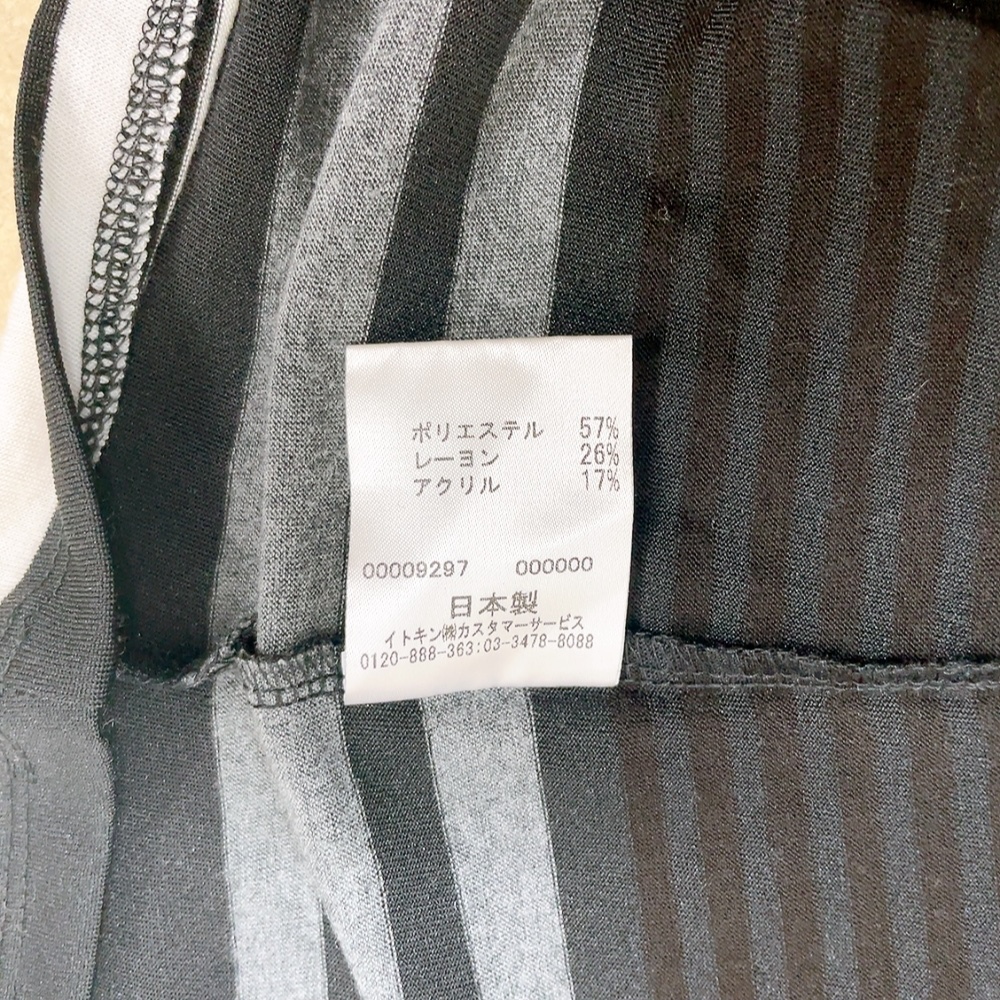 ポリエステル 57%
レーヨン 26%
アクリル 17%
00009297 000000
日本製
イトキン㈱カスタマーサービス
0120-888-363:03-3478-8088